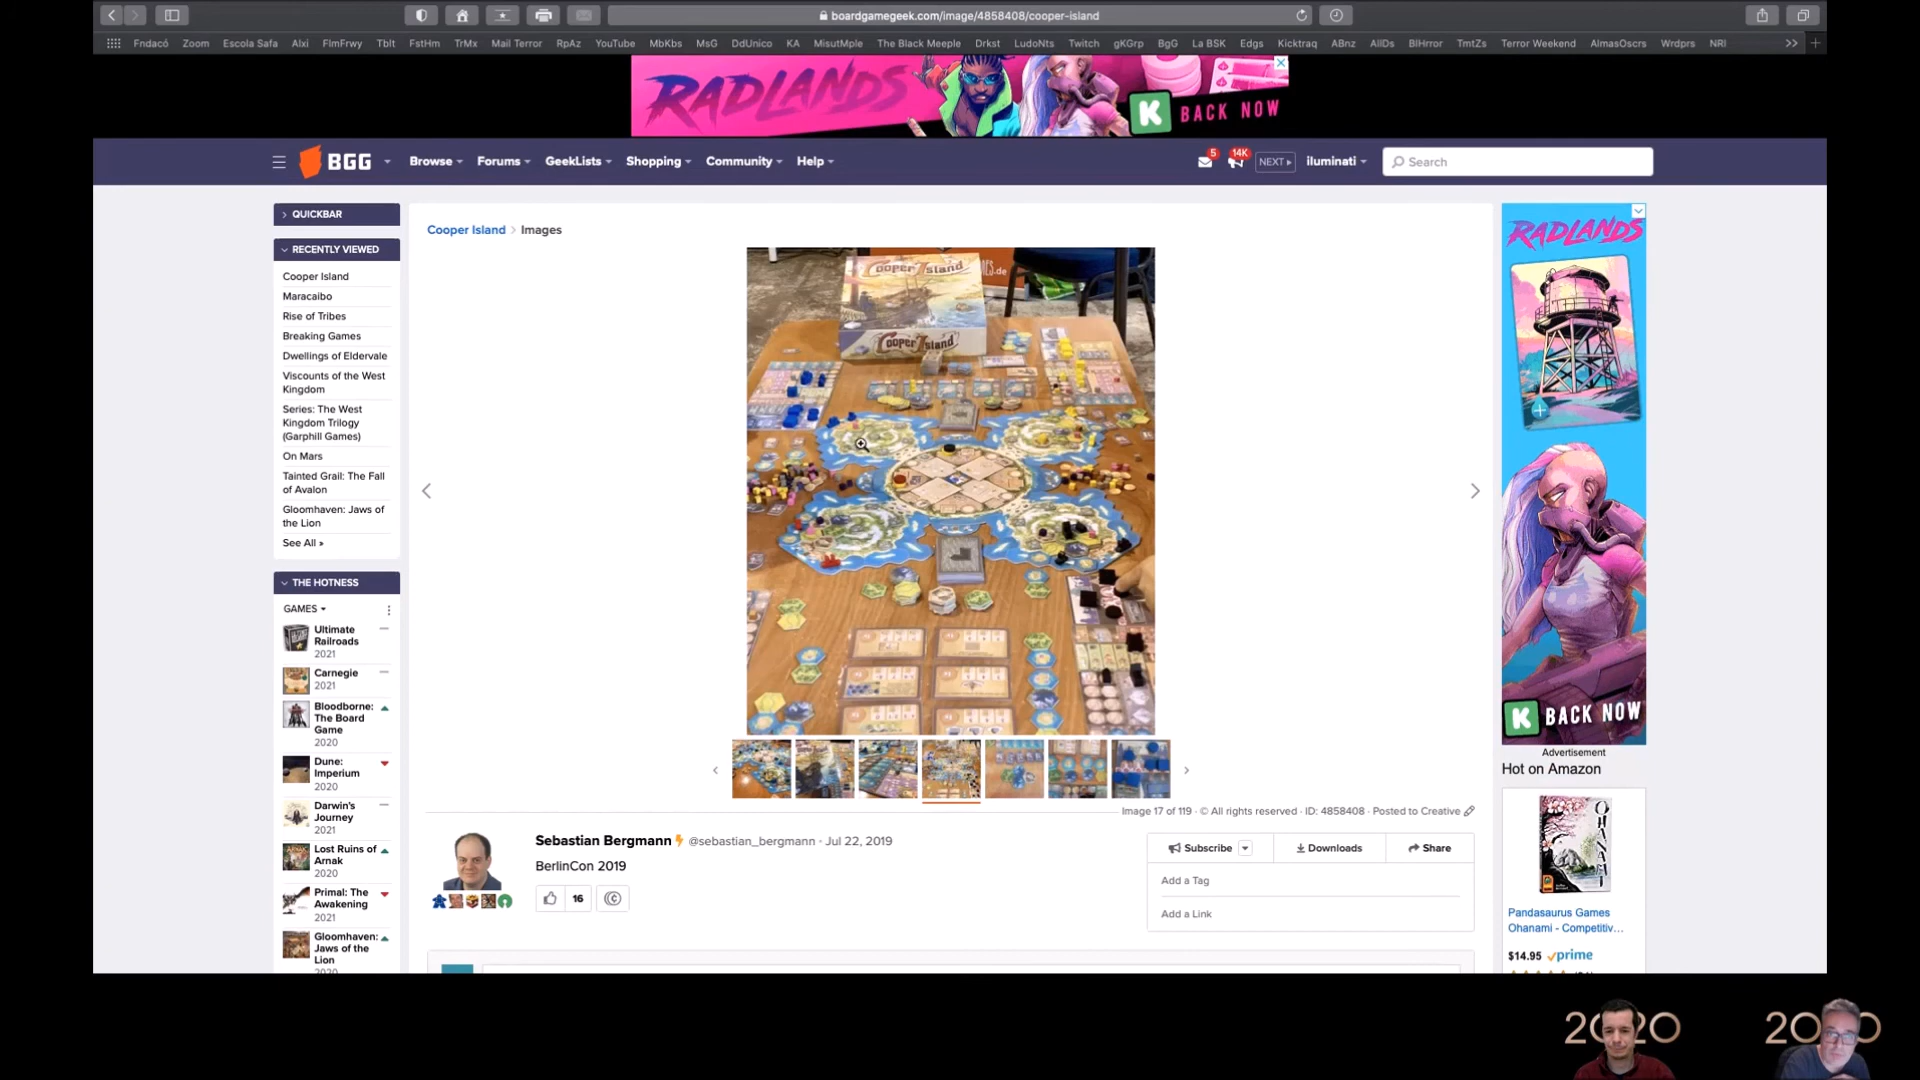 boardgamegeek.com/image/4858408/cooper-island
Fndacó Zoom Escola Safa Alxi FlmFrwy Tblt FstHm TrMx Mail Terror RpAz YouTube MbKbs MsG DdUnico KA MisutMple The Black Meeple Drkst LudoNts Twitch gKGrp BgG La BSK Edgs Kicktraq ABnz AllDs BlHrror TmtZs Terror Weekend AlmasOscrs Wrdprs NRl
RADLANDS
K BACK NOW
BGG
Browse Forums GeekLists Shopping Community Help
5
14K
NEXT
iluminati
Search
QUICKBAR
RECENTLY VIEWED
Cooper Island
Maracaibo
Rise of Tribes
Breaking Games
Dwellings of Eldervale
Viscounts of the West
Kingdom
Series: The West
Kingdom Trilogy
(Garphill Games)
On Mars
Tainted Grail: The Fall
of Avalon
Gloomhaven: Jaws of
the Lion
See All »
THE HOTNESS
GAMES
Ultimate
Railroads
2021
Carnegie
2021
Bloodborne:
The Board
Game
2020
Dune:
Imperium
2020
Darwin's
Journey
2021
Lost Ruins of
Arnak
2020
Primal: The
Awakening
2021
Gloomhaven:
Jaws of the
Lion
2020
Cooper Island > Images
Cooper Island
.de
Cooper Island
Image 17 of 119 · © All rights reserved · ID: 4858408 · Posted to Creative
Sebastian Bergmann @sebastian_bergmann · Jul 22, 2019
BerlinCon 2019
16
Subscribe
Downloads
Share
Add a Tag
Add a Link
RADLANDS
K BACK NOW
Advertisement
Hot on Amazon
OHANAMI
Pandasaurus Games
Ohanami - Competitiv...
$14.95 prime
2020
2020